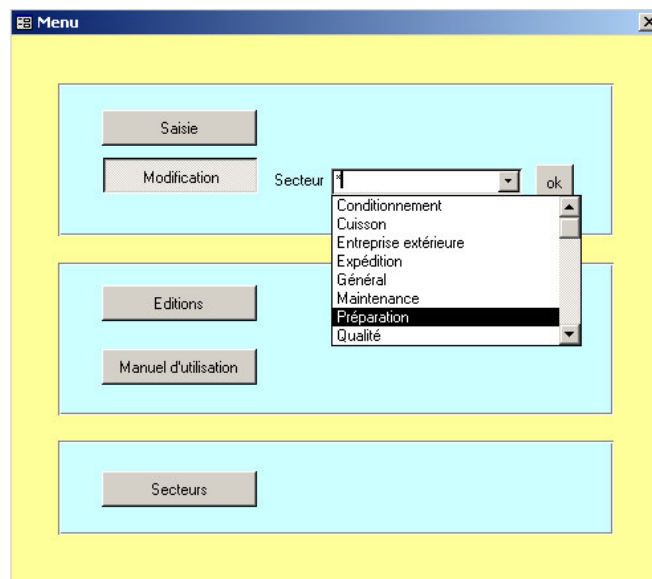 Menu
Saisie
Modification Secteur * ok
Conditionnement
Cuisson
Entreprise extérieure
Expédition
Général
Maintenance
Préparation
Qualité
Editions
Manuel d'utilisation
Secteurs